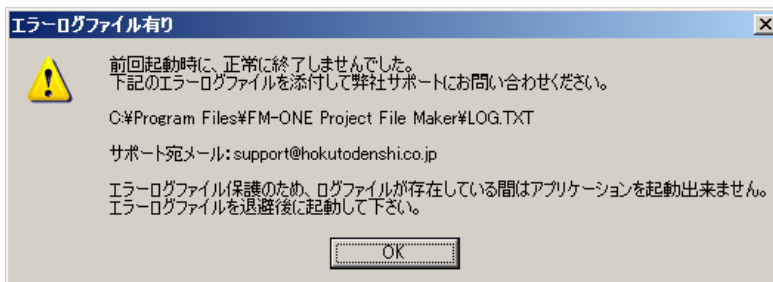 エラーログファイル有り
前回起動時に、正常に終了しませんでした。
下記のエラーログファイルを添付して弊社サポートにお問い合わせください。
C:¥Program Files¥FM-ONE Project File Maker¥LOG.TXT
サポート宛メール：support@hokutodenshi.co.jp
エラーログファイル保護のため、ログファイルが存在している間はアプリケーションを起動出来ません。
エラーログファイルを退避後に起動して下さい。
OK